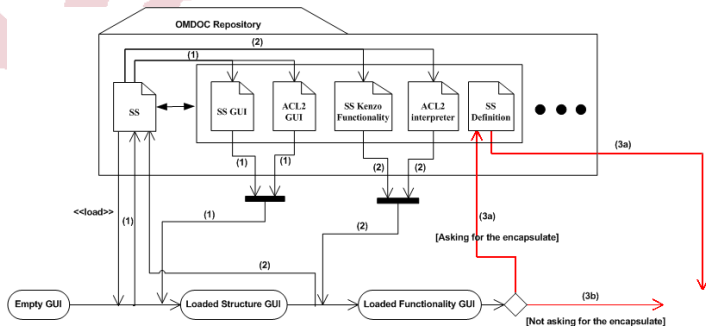 OMDOC Repository
(2)
(1)
SS
SS GUI
ACL2
GUI
SS Kenzo
Functionality
ACL2
interpreter
SS
Definition
(3a)
(1)
(1)
(2)
(2)
<<load>>
(1)
(1)
(2)
(3a)
[Asking for the encapsulate]
(2)
Empty GUI
Loaded Structure GUI
Loaded Functionality GUI
(3b)
[Not asking for the encapsulate]